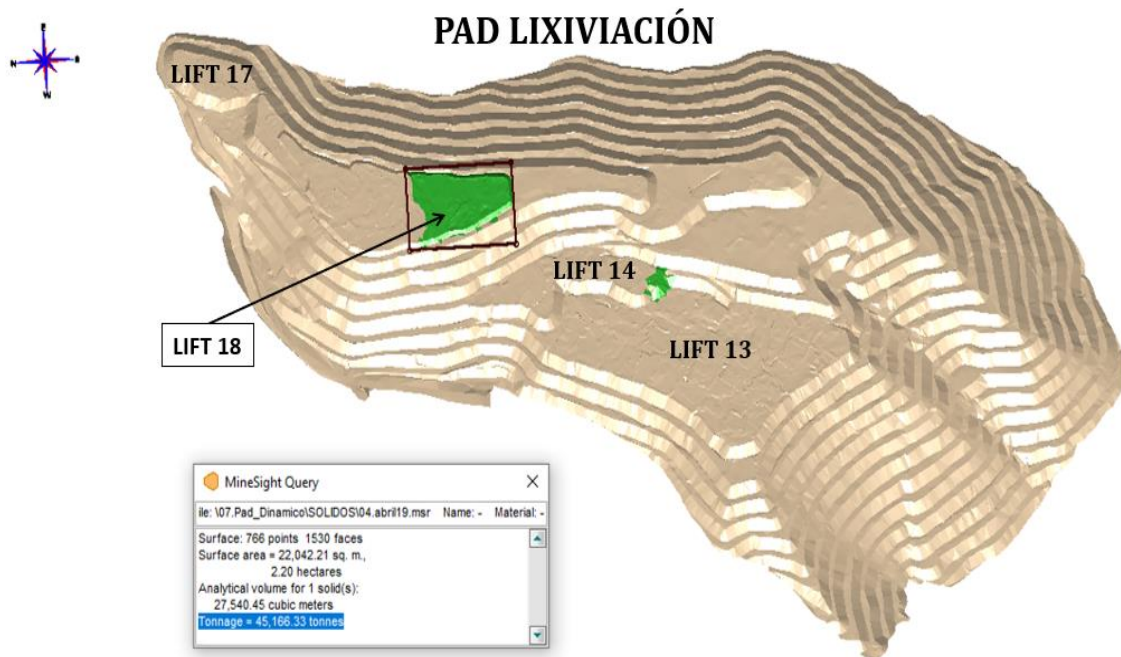 PAD LIXIVIACIÓN
E
N
S
W
LIFT 17
LIFT 14
LIFT 13
LIFT 18
MineSight Query
ile: \07.Pad_Dinamico\SOLIDOS\04.abril19.msr Name: - Material: -
Surface: 766 points 1530 faces
Surface area = 22,042.21 sq. m.,
2.20 hectares
Analytical volume for 1 solid(s):
27,540.45 cubic meters
Tonnage = 45,166.33 tonnes